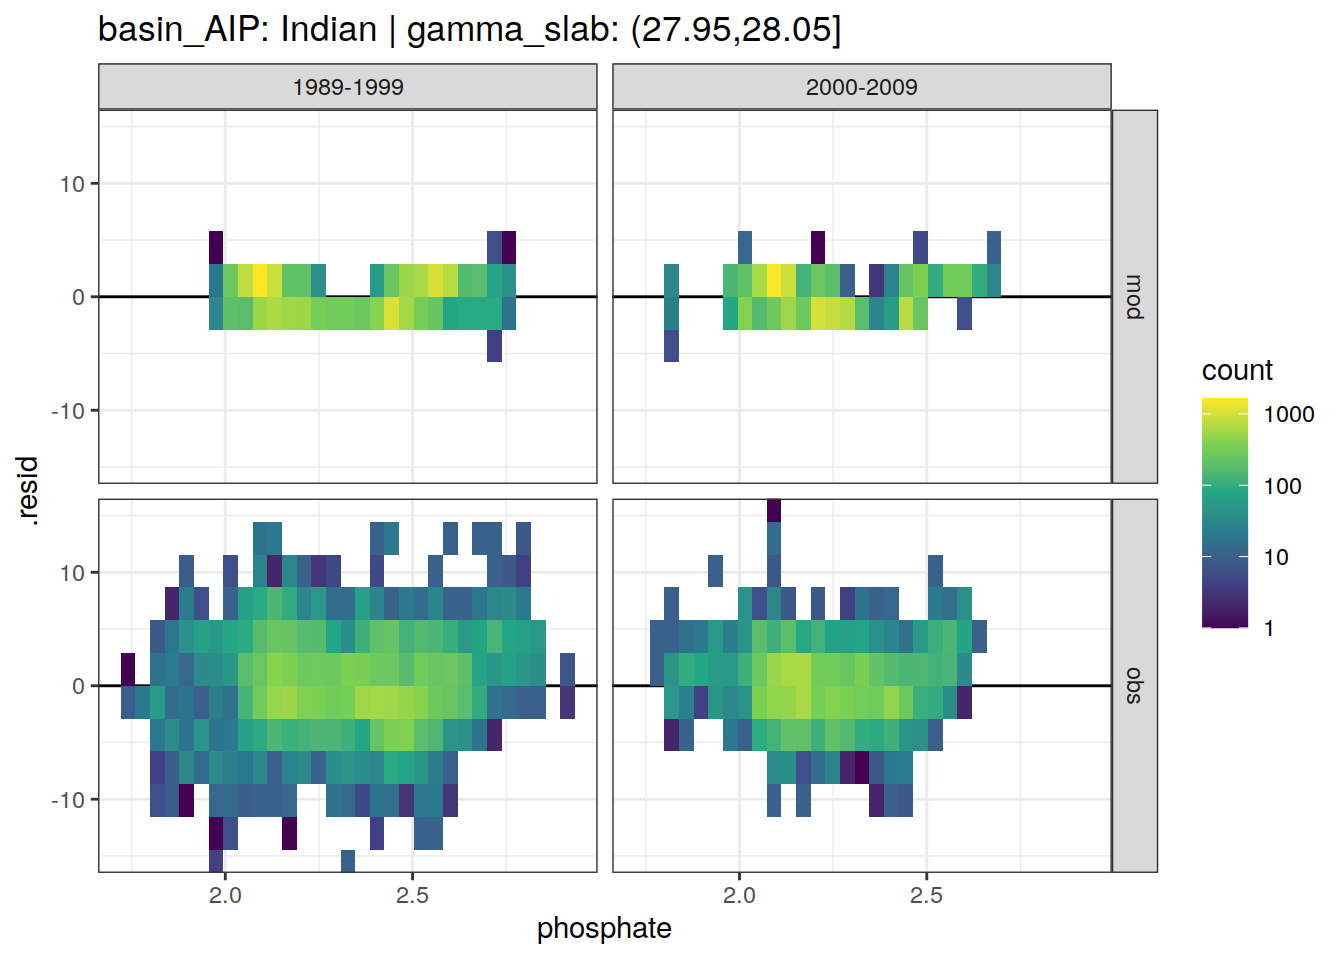 basin_AIP: Indian | gamma_slab: (27.95,28.05]
1989-1999
2000-2009
10
0
-10
mod
10
0
-10
obs
.resid
2.0
2.5
2.0
2.5
phosphate
count
1000
100
10
1